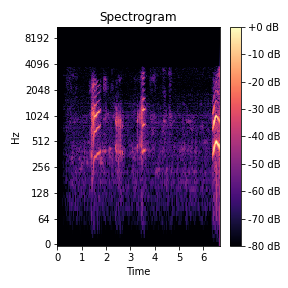 Spectrogram
8192
4096
2048
1024
512
256
128
64
0
Hz
0 1 2 3 4 5 6
Time
+0 dB
-10 dB
-20 dB
-30 dB
-40 dB
-50 dB
-60 dB
-70 dB
-80 dB